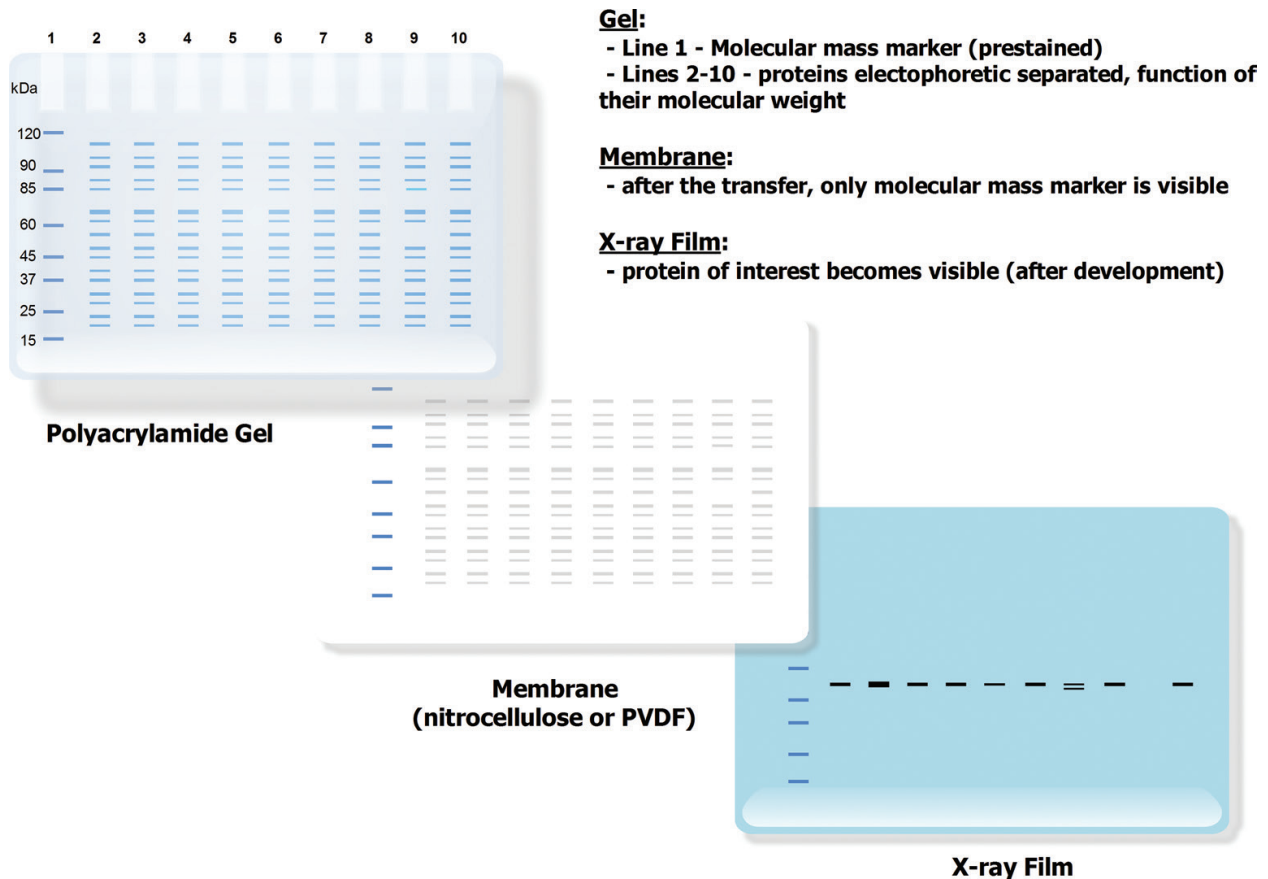 1 2 3 4 5 6 7 8 9 10
kDa
120
90
85
60
45
37
25
15
Polyacrylamide Gel
Gel:
- Line 1 - Molecular mass marker (prestained)
- Lines 2-10 - proteins electophoretic separated, function of
their molecular weight
Membrane:
- after the transfer, only molecular mass marker is visible
X-ray Film:
- protein of interest becomes visible (after development)
Membrane
(nitrocellulose or PVDF)
X-ray Film